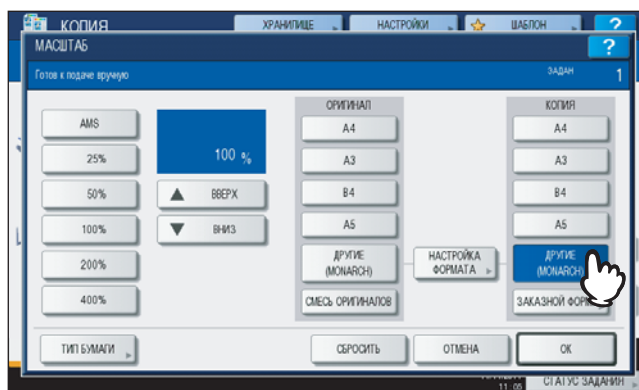 КОПИЯ
ХРАНИЛИЩЕ
НАСТРОЙКИ
ШАБЛОН
?
МАСШТАБ
?
Готов к подаче вручную
ЗАДАН 1
ОРИГИНАЛ
КОПИЯ
AMS
25%
50%
100%
200%
400%
100 %
ВВЕРХ
ВНИЗ
A4
A3
B4
A5
ДРУГИЕ
(MONARCH)
СМЕСЬ ОРИГИНАЛОВ
НАСТРОЙКА
ФОРМАТА
A4
A3
B4
A5
ДРУГИЕ
(MONARCH)
ЗАКАЗНОЙ
ТИП БУМАГИ
СБРОСИТЬ
ОТМЕНА
OK
11:05
СТАТУС ЗАДАНИЯ